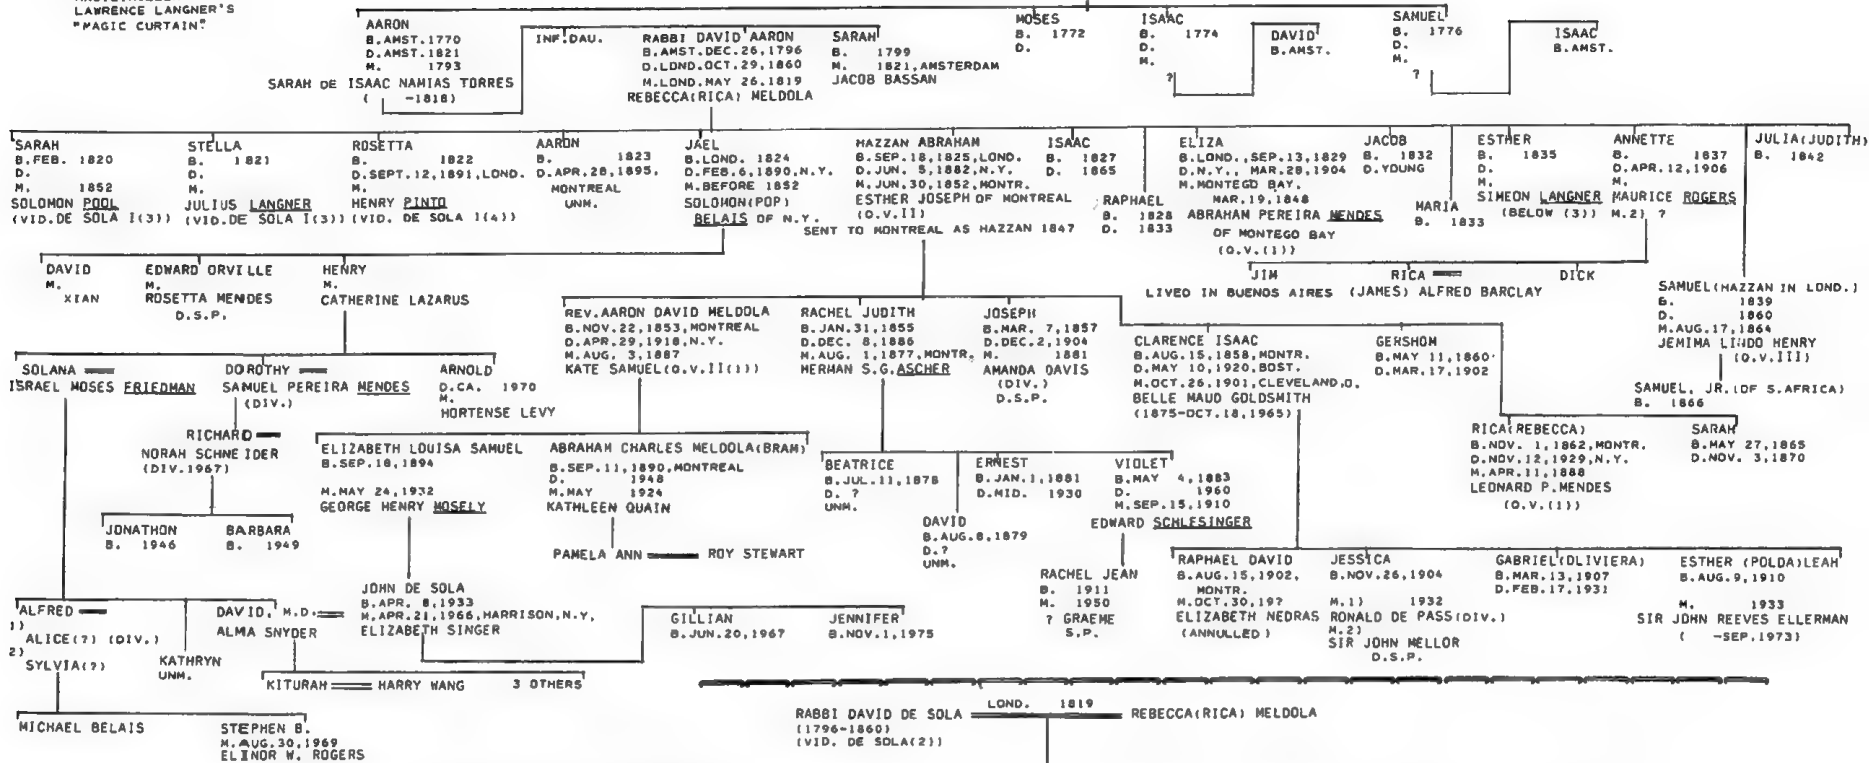 LAWRENCE LANGNER'S
"MAGIC CURTAIN"
AARON
B.AMST.1770
D.AMST.1821
M. 1793
SARAH DE ISAAC NAMIAS TORRES
( -1818)
INF.DAU.
RABBI DAVID AARON
B.AMST.DEC.26,1796
D.LOND.OCT.29,1860
M.LOND.MAY 26,1819
REBECCA(RICA) MELDOLA
SARAH
B. 1799
M. 1821,AMSTERDAM
JACOB BASSAN
MOSES
B. 1772
D.
ISAAC
B. 1774
D.
M.
?
DAVID
B.AMST.
SAMUEL
B. 1776
D.
M.
?
ISAAC
B.AMST.
SARAH
B.FEB. 1820
D.
M. 1852
SOLOMON POOL
(VID.DE SOLA I(3))
STELLA
B. 1821
D.
M.
JULIUS LANGNER
(VID.DE SOLA I(3))
ROSETTA
B. 1822
D.SEPT.12,1891,LOND.
M.
HENRY PINTO
(VID. DE SOLA I(4))
AARON
B. 1823
D.APR.28,1895,
MONTREAL
UNM.
JAEL
B.LOND. 1824
D.FEB.6,1890,N.Y.
M.BEFORE 1852
SOLOMON(POP)
BELAIS OF N.Y.
HAZZAN ABRAHAM
B.SEP.18,1825,LOND.
D.JUN. 5,1882,N.Y.
M.JUN.30,1852,MONTR.
ESTHER JOSEPH OF MONTREAL
(Q.V.II)
SENT TO MONTREAL AS HAZZAN 1847
ISAAC
B. 1827
D. 1865
RAPHAEL
B. 1828
D. 1833
ELIZA
B.LOND.,SEP.13,1829
D.N.Y., MAR.28,1904
M.MONTEGO BAY,
MAR.19,1848
ABRAHAM PEREIRA MENDES
OF MONTEGO BAY
(Q.V.(1))
JACOB
B. 1832
D.YOUNG
MARIA
B. 1833
ESTHER
B. 1835
D.
M.
SIMEON LANGNER
(BELOW (3))
ANNETTE
B. 1837
D.APR.12,1906
M.
MAURICE ROGERS
M.2) ?
JULIA(JUDITH)
B. 1842
DAVID
M.
XIAN
EDWARD ORVILLE
M.
ROSETTA MENDES
D.S.P.
HENRY
M.
CATHERINE LAZARUS
JIM
RICA
DICK
LIVED IN BUENOS AIRES (JAMES) ALFRED BARCLAY
SAMUEL(HAZZAN IN LOND.)
B. 1839
D. 1860
M.AUG.17,1864
JEMIMA LINDO HENRY
(Q.V.III)
SAMUEL, JR.(OF S.AFRICA)
B. 1866
REV.AARON DAVID MELDOLA
B.NOV.22,1853,MONTREAL
D.APR.29,1918,N.Y.
M.AUG. 3,1887
KATE SAMUEL(Q.V.II(1))
RACHEL JUDITH
B.JAN.31,1855
D.DEC. 8,1886
M.AUG. 1,1877,MONTR.
HERMAN S.G.ASCHER
JOSEPH
B.MAR. 7,1857
D.DEC.2,1904
M. 1881
AMANDA DAVIS
(DIV.)
D.S.P.
CLARENCE ISAAC
B.AUG.15,1858,MONTR.
D.MAY 10,1920,BOST.
M.OCT.26,1901,CLEVELAND,O.
BELLE MAUD GOLDSMITH
(1875-OCT.18,1965)
GERSHOM
B.MAY 11,1860
D.MAR.17,1902
RICA(REBECCA)
B.NOV. 1,1862,MONTR.
D.NOV.12,1929,N.Y.
M.APR.11,1888
LEONARD P.MENDES
(Q.V.(1))
SARAH
B.MAY 27,1865
D.NOV. 3,1870
SOLANA
ISRAEL MOSES FRIEDMAN
DOROTHY
SAMUEL PEREIRA MENDES
(DIV.)
ARNOLD
D.CA. 1970
M.
HORTENSE LEVY
RICHARD
NORAH SCHNEIDER
(DIV.1967)
JONATHON
B. 1946
BARBARA
B. 1949
ELIZABETH LOUISA SAMUEL
B.SEP.18,1894
M.MAY 24,1932
GEORGE HENRY MOSELY
ABRAHAM CHARLES MELDOLA(BRAM)
B.SEP.11,1890,MONTREAL
D. 1948
M.MAY 1924
KATHLEEN QUAIN
PAMELA ANN
ROY STEWART
BEATRICE
B.JUL.11,1878
D. ?
UNM.
DAVID
B.AUG.8,1879
D.?
UNM.
ERNEST
B.JAN.1,1881
D.MID. 1930
VIOLET
B.MAY 4,1883
D. 1960
M.SEP.15,1910
EDWARD SCHLESINGER
RACHEL JEAN
B. 1911
M. 1950
? GRAEME
S.P.
RAPHAEL DAVID
B.AUG.15,1902,
MONTR.
M.OCT.30,19?
ELIZABETH NEDRAS
(ANNULLED)
JESSICA
B.NOV.26,1904
M.1) 1932
RONALD DE PASS(DIV.)
M.2)
SIR JOHN MELLOR
D.S.P.
GABRIEL(OLIVIERA)
B.MAR.13,1907
D.FEB.17,1931
ESTHER (POLDA)LEAH
B.AUG.9,1910
M. 1933
SIR JOHN REEVES ELLERMAN
( -SEP.1973)
ALFRED
1)
ALICE(?) (DIV.)
2)
SYLVIA(?)
KATHRYN
UNM.
DAVID, M.D.
ALMA SNYDER
JOHN DE SOLA
B.APR. 8,1933
M.APR.21,1966,HARRISON,N.Y.
ELIZABETH SINGER
GILLIAN
B.JUN.20,1967
JENNIFER
B.NOV.1,1975
KITURAH
HARRY WANG
3 OTHERS
MICHAEL BELAIS
STEPHEN B.
M.AUG.30,1969
ELINOR W. ROGERS
RABBI DAVID DE SOLA
(1796-1860)
(VID. DE SOLA(2))
LOND. 1819
REBECCA(RICA) MELDOLA